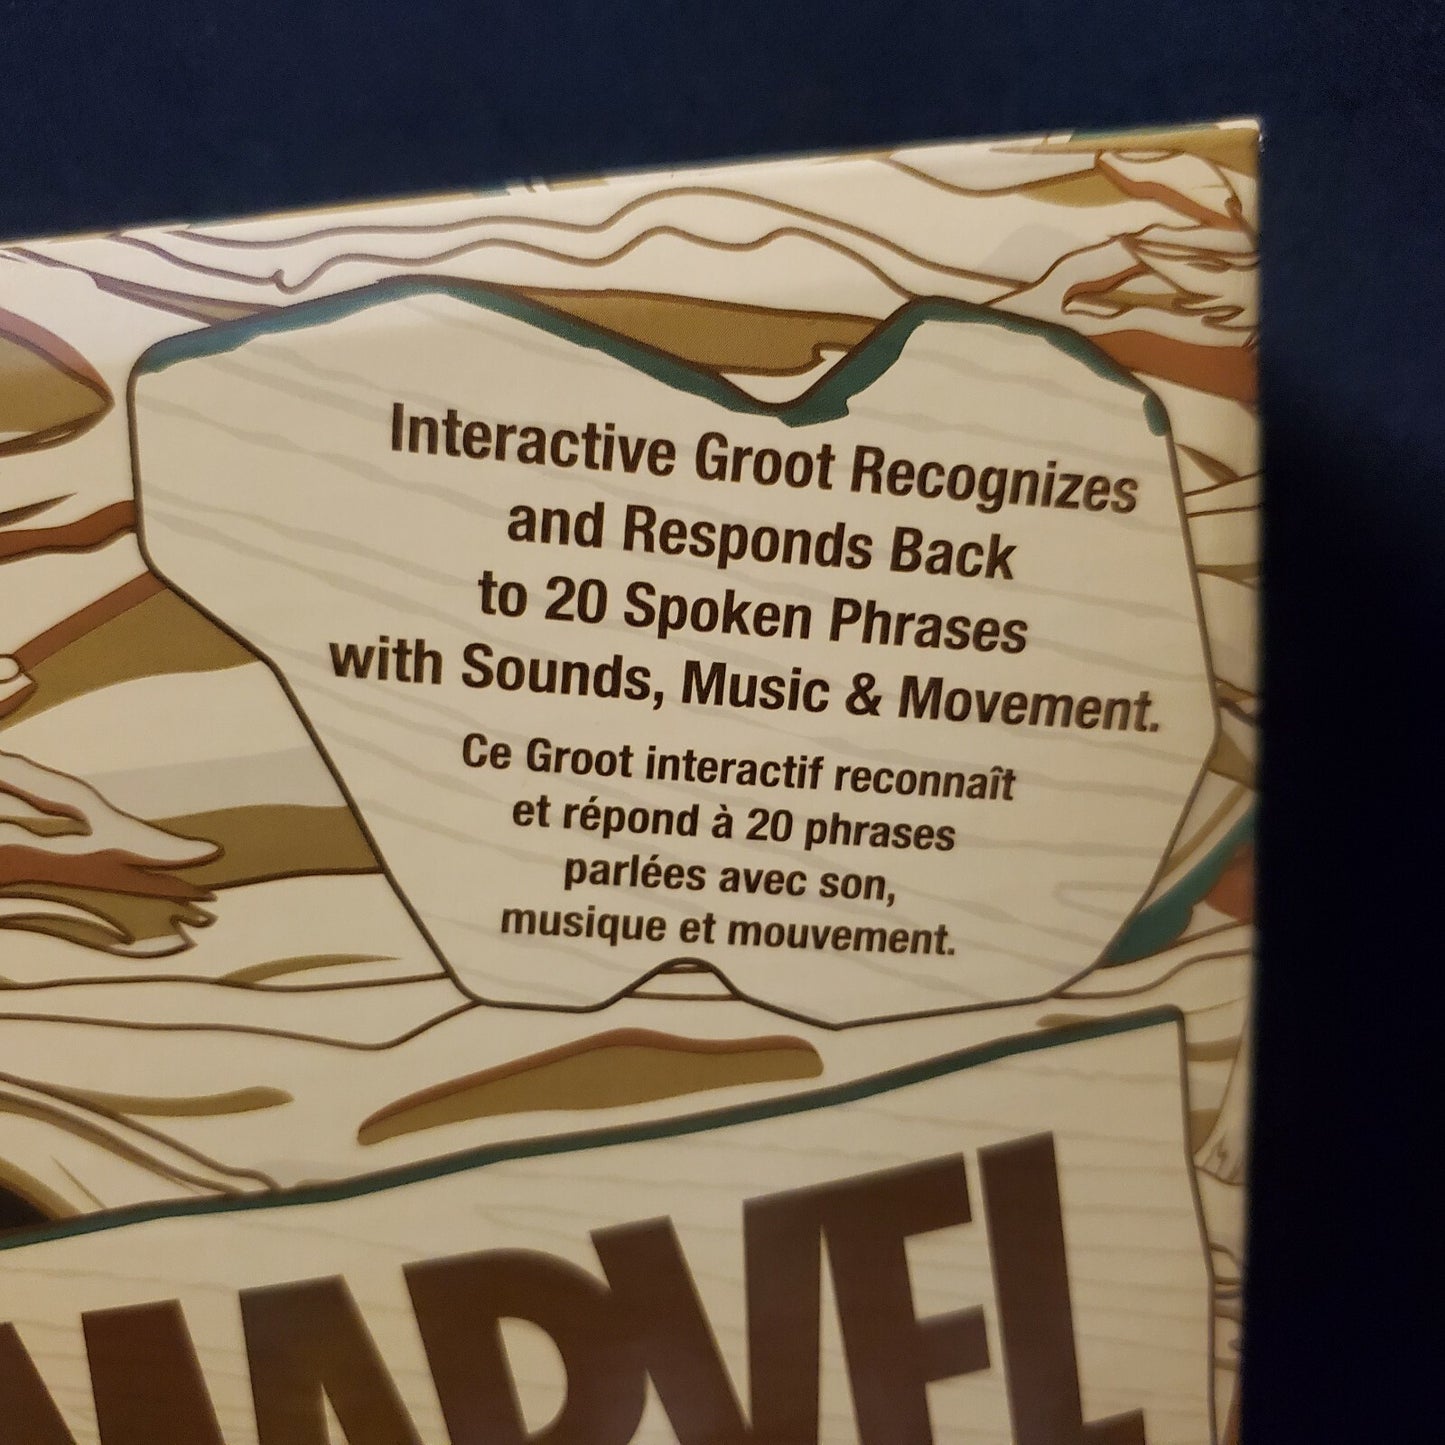 Interactive Groot Recognizes
and Responds Back
to 20 Spoken Phrases
with Sounds, Music & Movement.
Ce Groot interactif reconnaît
et répond à 20 phrases
parlées avec son,
musique et mouvement.
MARVEL